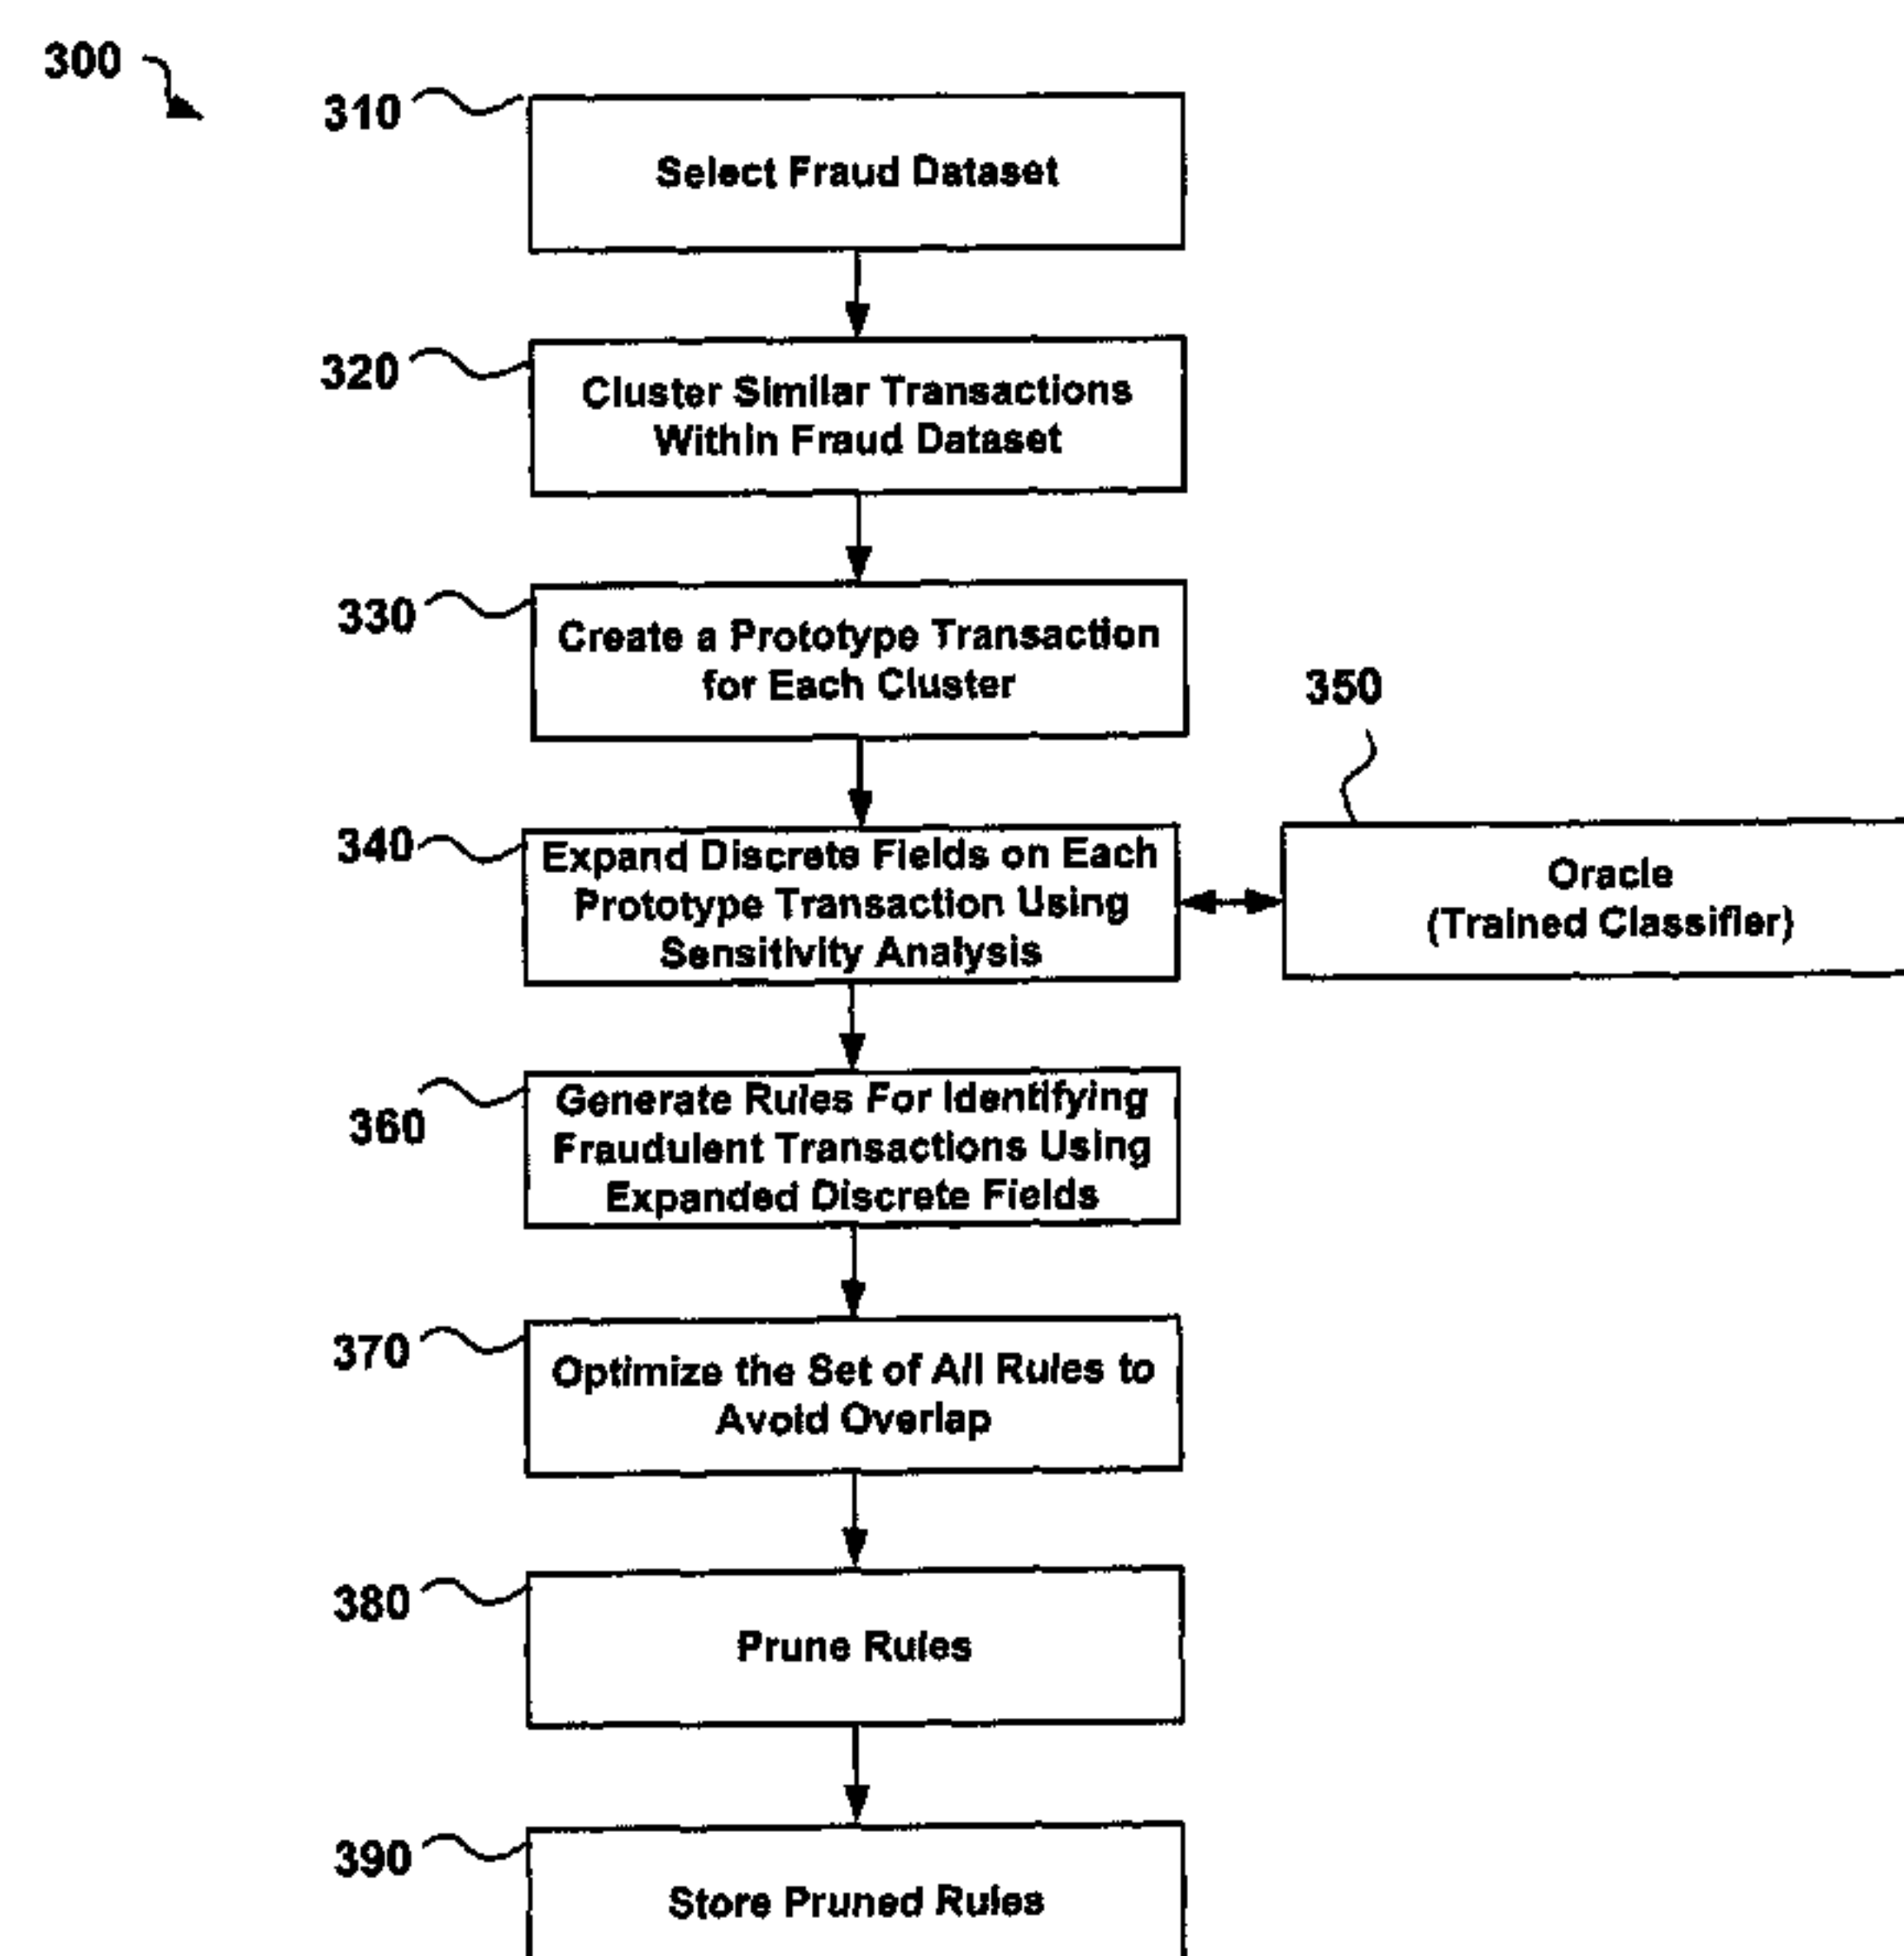 300
310
Select Fraud Dataset
320
Cluster Similar Transactions
Within Fraud Dataset
330
Create a Prototype Transaction
for Each Cluster
350
340
Expand Discrete Fields on Each
Prototype Transaction Using
Sensitivity Analysis
Oracle
(Trained Classifier)
360
Generate Rules For Identifying
Fraudulent Transactions Using
Expanded Discrete Fields
370
Optimize the Set of All Rules to
Avoid Overlap
380
Prune Rules
390
Store Pruned Rules